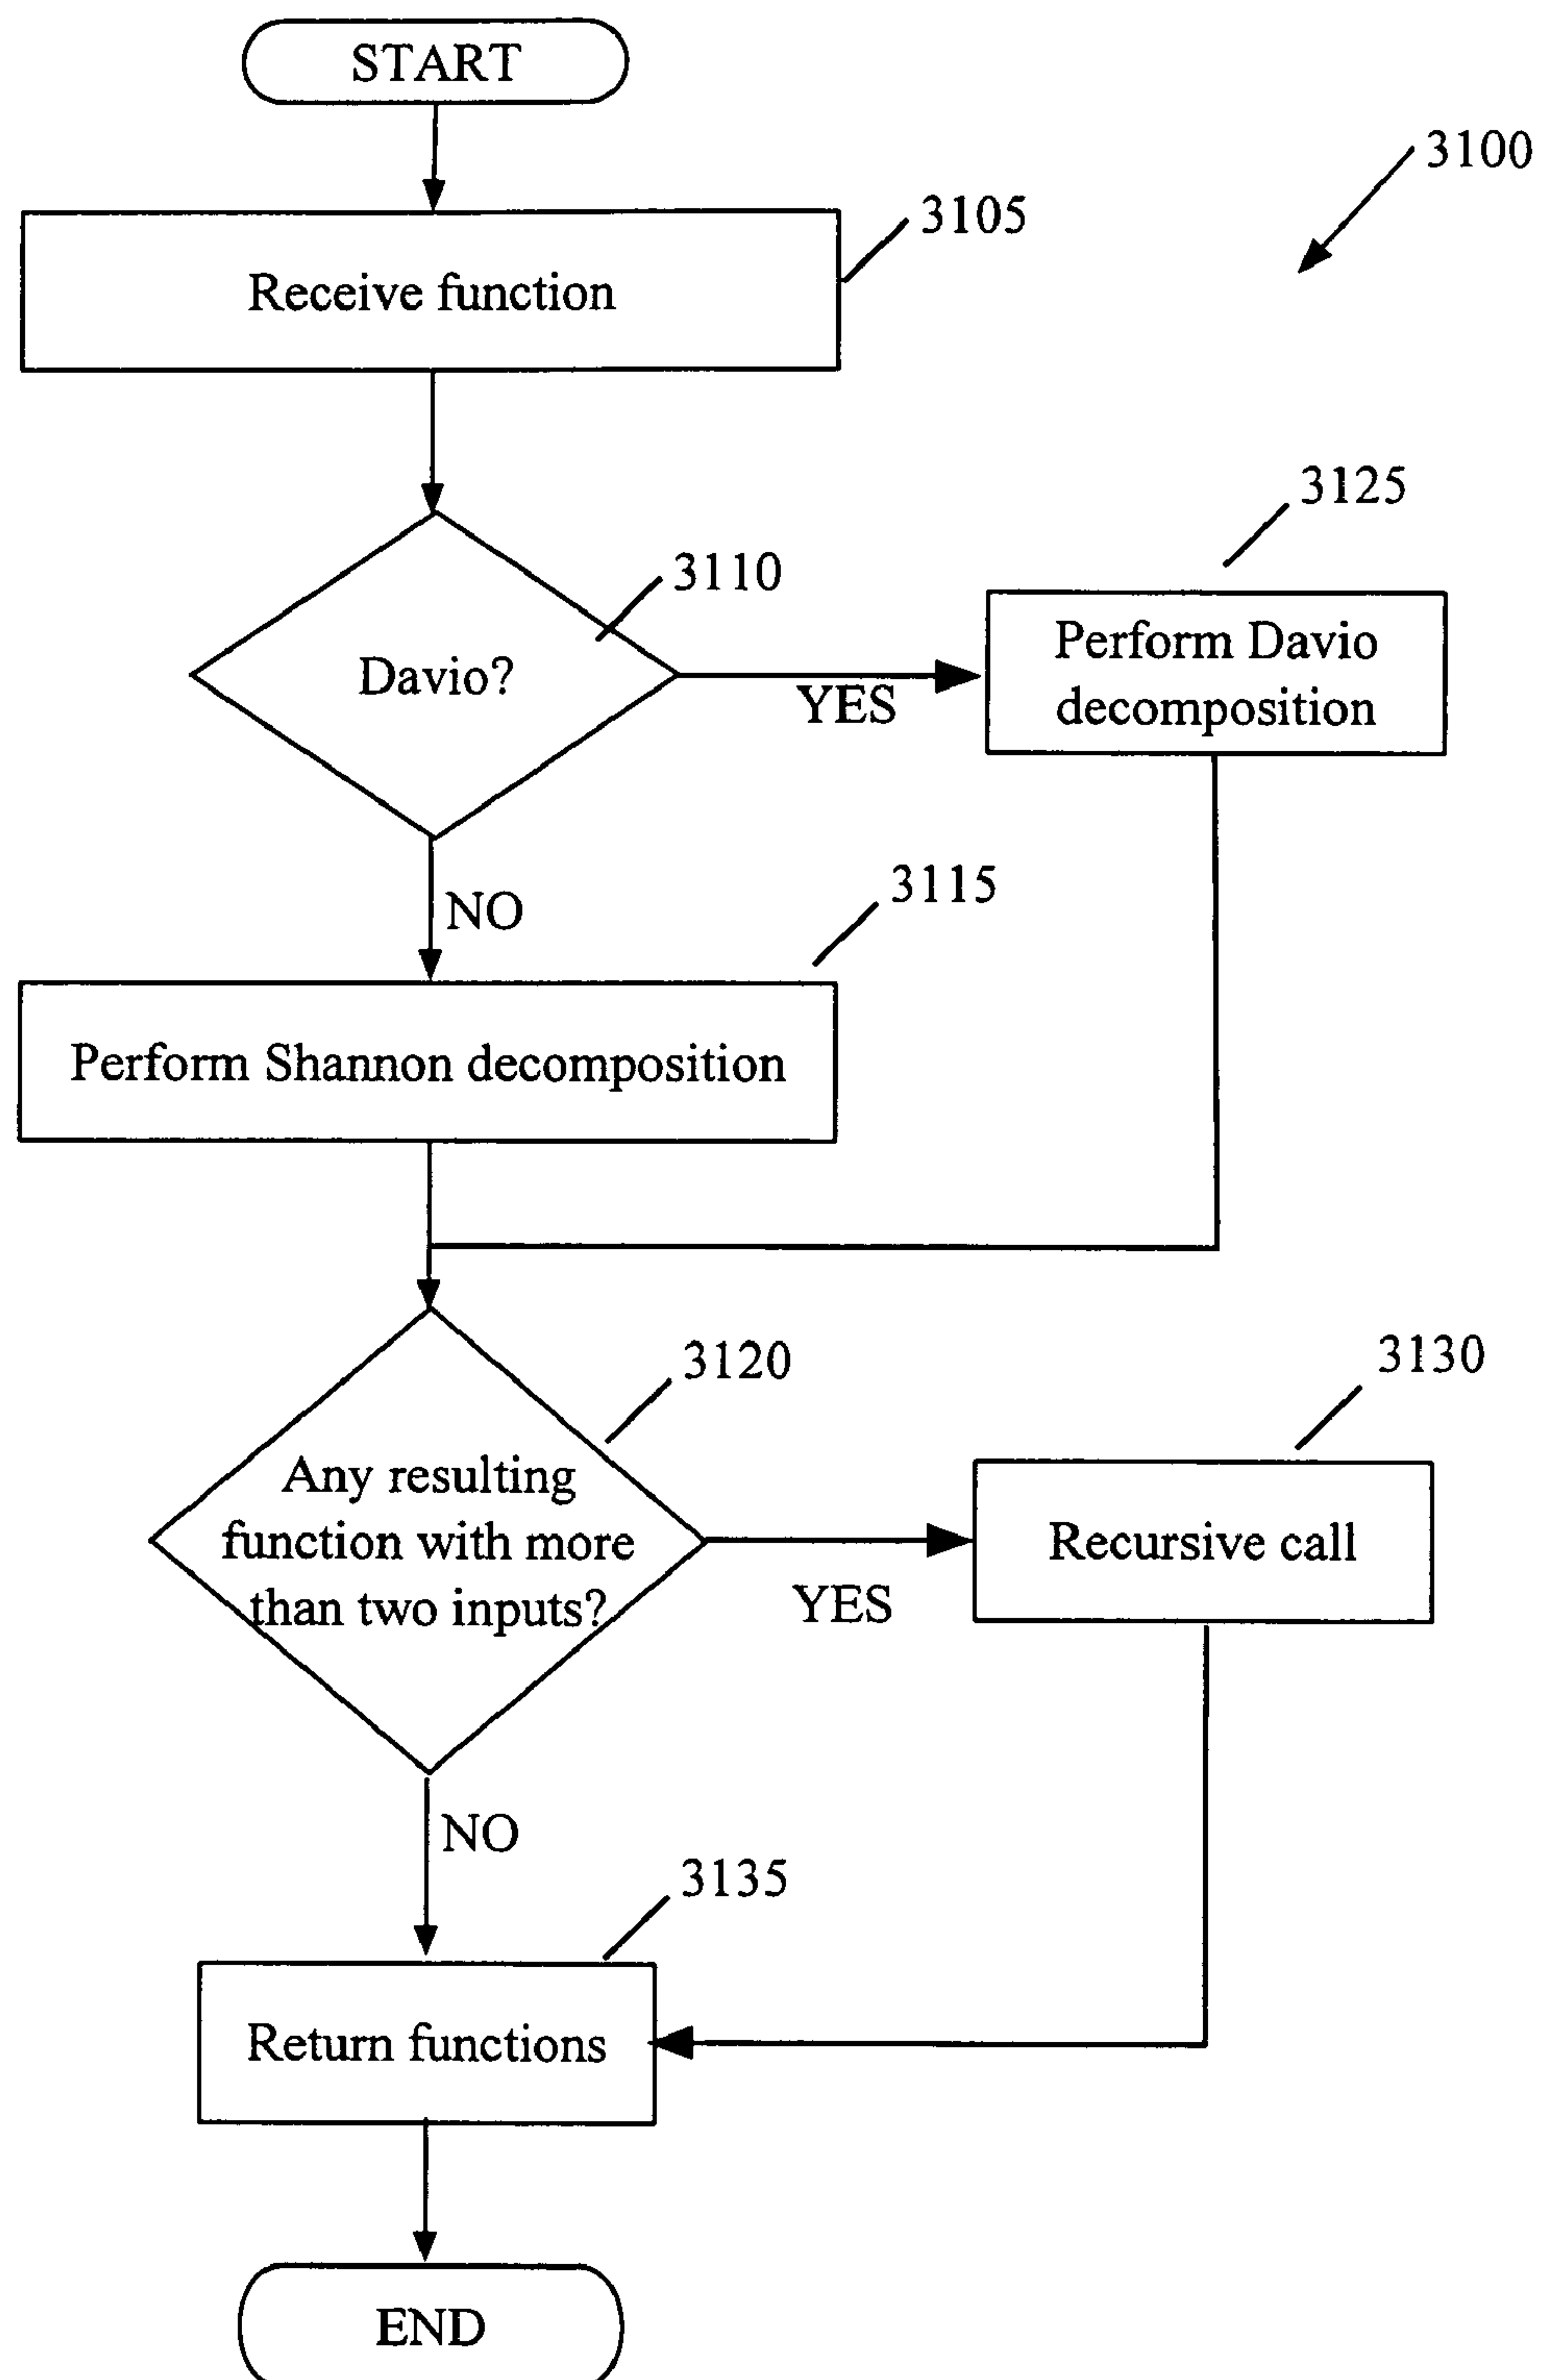 START
3100
3105
Receive function
3125
3110
Perform Davio
decomposition
Davio?
YES
3115
NO
Perform Shannon decomposition
3120
3130
Any resulting
function with more
than two inputs?
Recursive call
YES
NO
3135
Return functions
END